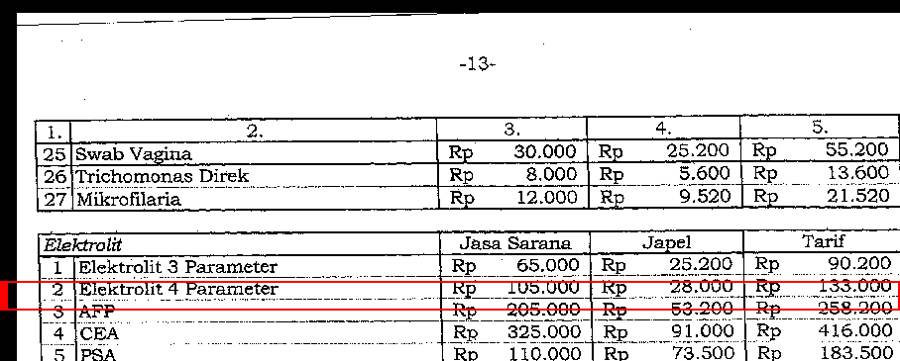 -13-
1. 2. 3. 4. 5.
25 Swab Vagina Rp 30.000 Rp 25.200 Rp 55.200
26 Trichomonas Direk Rp 8.000 Rp 5.600 Rp 13.600
27 Mikrofilaria Rp 12.000 Rp 9.520 Rp 21.520
Elektrolit Jasa Sarana Japel Tarif
1 Elektrolit 3 Parameter Rp 65.000 Rp 25.200 Rp 90.200
2 Elektrolit 4 Parameter Rp 105.000 Rp 28.000 Rp 133.000
3 AFP Rp 205.000 Rp 53.200 Rp 258.200
4 CEA Rp 325.000 Rp 91.000 Rp 416.000
5 PSA Rp 110.000 Rp 73.500 Rp 183.500